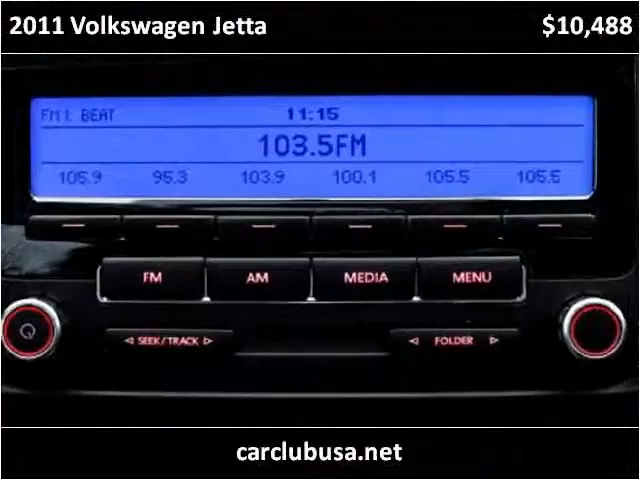 2011 Volkswagen Jetta $10,488
FM1: BEAT 11:15
103.5FM
105.9 95.3 103.9 100.1 105.5 105.5
FM AM MEDIA MENU
SEEK/TRACK FOLDER
carclubusa.net